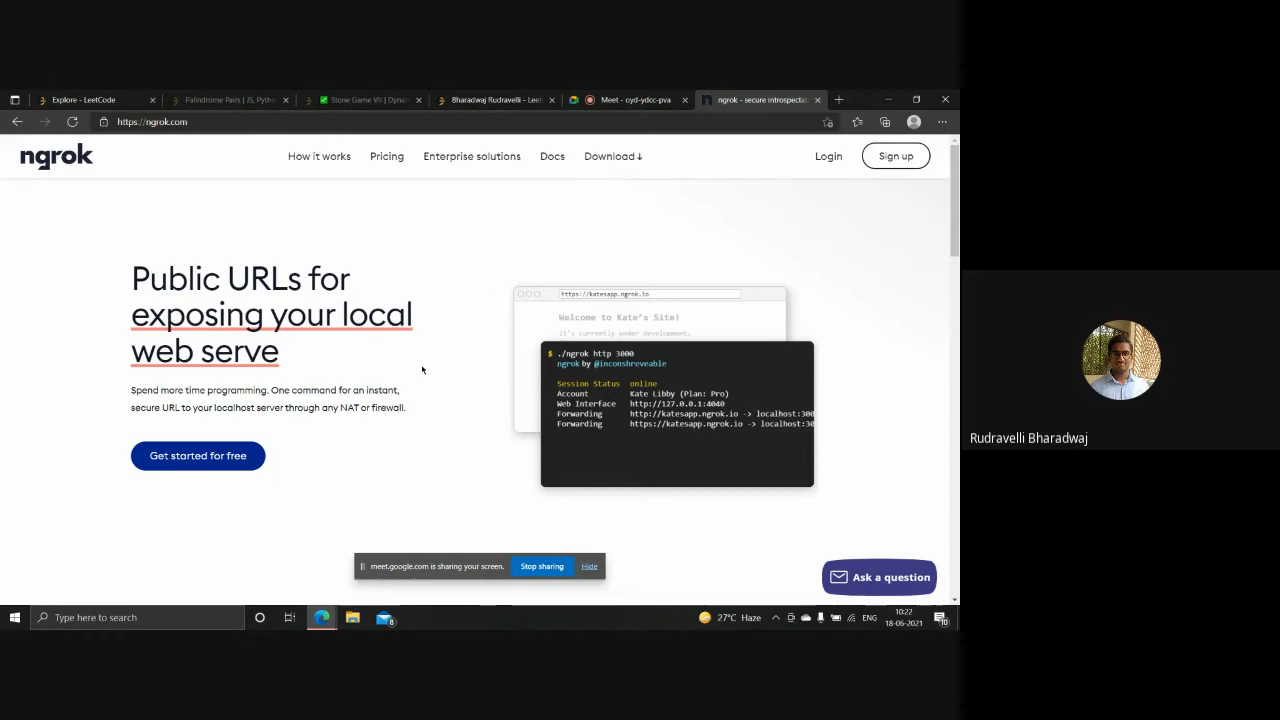 Explore - LeetCode
Palindrome Pairs | JS, Pyth
Stone Game VII | Dynam
Bharadwaj Rudravelli - Leet
Meet - oyd-ydcc-pva
ngrok - secure introspectab
https://ngrok.com
ngrok
How it works
Pricing
Enterprise solutions
Docs
Download ↓
Login
Sign up
Public URLs for
exposing your local
web serve
Spend more time programming. One command for an instant,
secure URL to your localhost server through any NAT or firewall.
Get started for free
https://katesapp.ngrok.io
Welcome to Kate's Site!
It's currently under development…
$ ./ngrok http 3000
ngrok by @inconshreveable
Session Status online
Account Kate Libby (Plan: Pro)
Web Interface http://127.0.0.1:4040
Forwarding http://katesapp.ngrok.io -> localhost:300
Forwarding https://katesapp.ngrok.io -> localhost:30
meet.google.com is sharing your screen.
Stop sharing
Hide
Ask a question
Rudravelli Bharadwaj
Type here to search
8
27°C Haze
ENG
10:22
18-06-2021
10